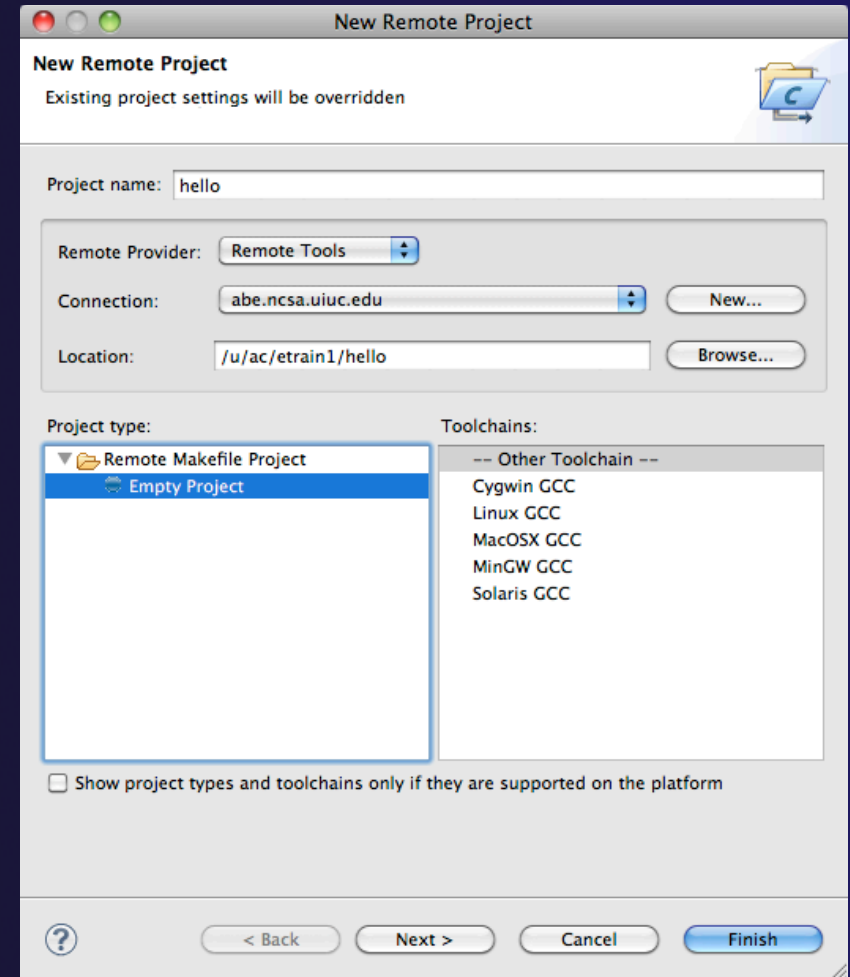 New Remote Project
New Remote Project
Existing project settings will be overridden
C
Project name: hello
Remote Provider: Remote Tools
Connection: abe.ncsa.uiuc.edu New...
Location: /u/ac/etrain1/hello Browse...
Project type: Toolchains:
Remote Makefile Project -- Other Toolchain --
Empty Project Cygwin GCC
Linux GCC
MacOSX GCC
MinGW GCC
Solaris GCC
Show project types and toolchains only if they are supported on the platform
? < Back Next > Cancel Finish